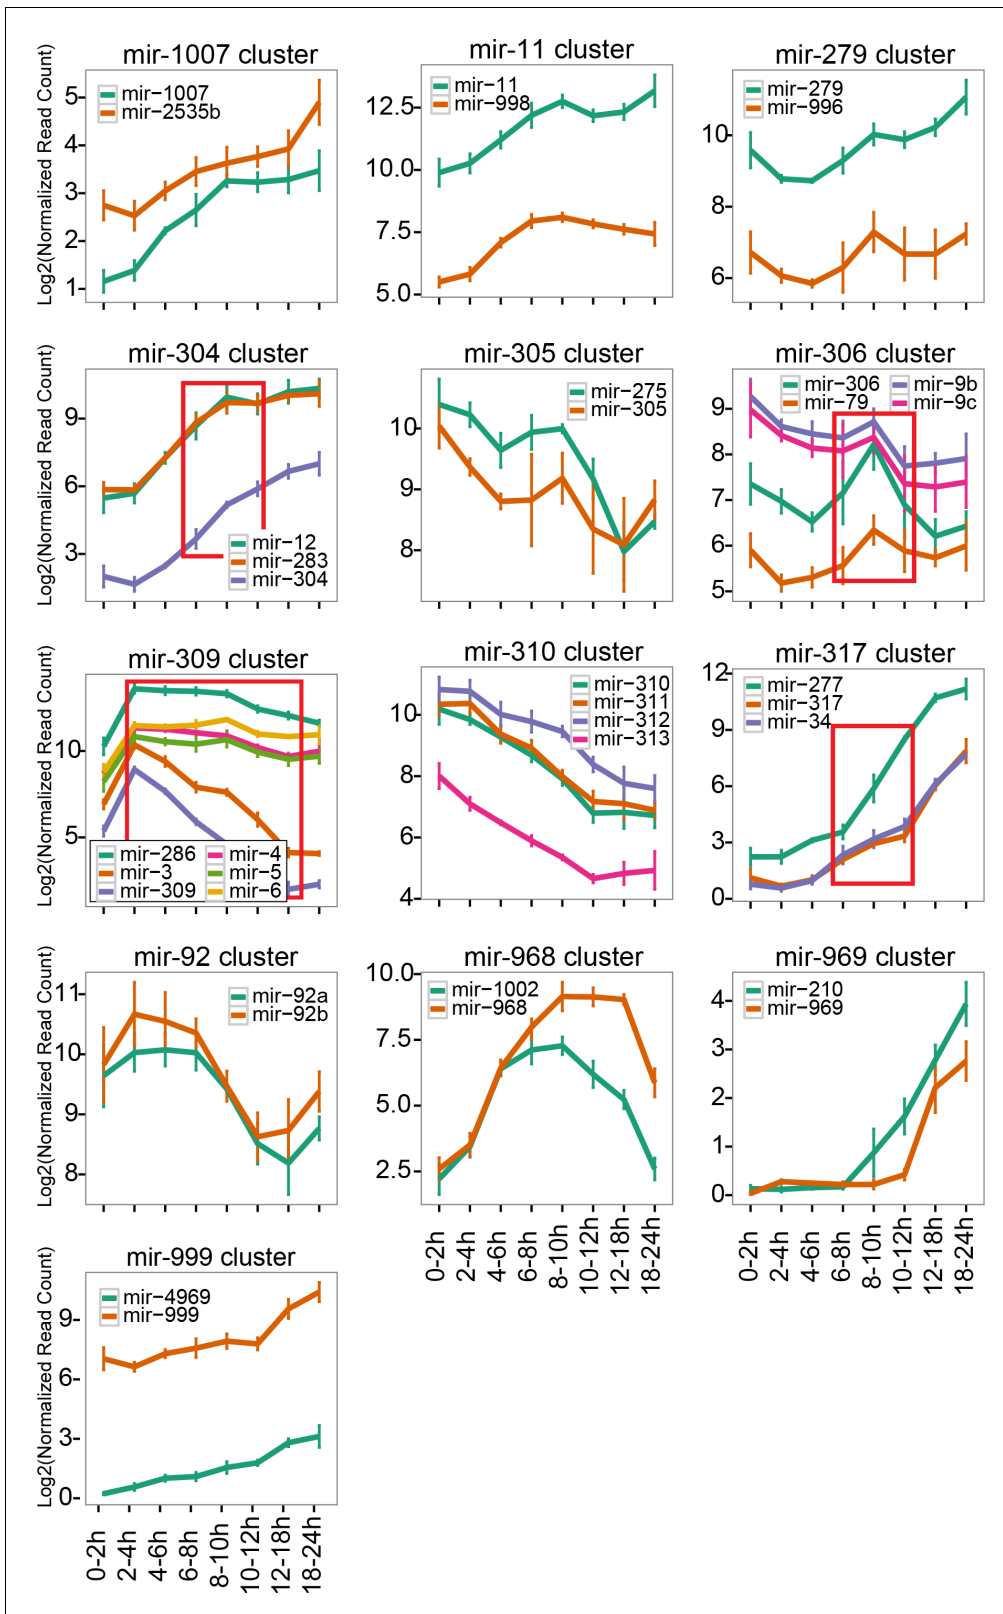 mir-1007 cluster
mir-11 cluster
mir-279 cluster
Log2(Normalized Read Count)
5
4
3
2
1
mir−1007
mir−2535b
12.5
10.0
7.5
5.0
mir−11
mir−998
10
8
6
mir−279
mir−996
mir-304 cluster
mir-305 cluster
mir-306 cluster
Log2(Normalized Read Count)
9
6
3
mir−12
mir−283
mir−304
10
9
8
mir−275
mir−305
9
8
7
6
5
mir−306
mir−79
mir−9b
mir−9c
mir-309 cluster
mir-310 cluster
mir-317 cluster
Log2(Normalized Read Count)
10
5
mir−286
mir−3
mir−309
mir−4
mir−5
mir−6
10
8
6
4
mir−310
mir−311
mir−312
mir−313
12
9
6
3
0
mir−277
mir−317
mir−34
mir-92 cluster
mir-968 cluster
mir-969 cluster
Log2(Normalized Read Count)
11
10
9
8
mir−92a
mir−92b
10.0
7.5
5.0
2.5
mir−1002
mir−968
4
3
2
1
0
mir−210
mir−969
0-2h
2-4h
4-6h
6-8h
8-10h
10-12h
12-18h
18-24h
0-2h
2-4h
4-6h
6-8h
8-10h
10-12h
12-18h
18-24h
mir-999 cluster
Log2(Normalized Read Count)
9
6
3
0
mir−4969
mir−999
0-2h
2-4h
4-6h
6-8h
8-10h
10-12h
12-18h
18-24h